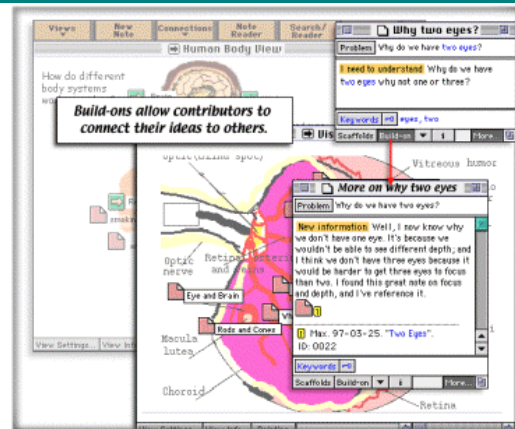 Views
New Note
Connections
Note Reader
Search/ Reader
Human Body View
How do different
body systems
Build-ons allow contributors to
connect their ideas to others.
Why two eyes?
Problem Why do we have two eyes?
I need to understand Why do we have
two eyes why not one or three?
Keywords eyes, two
Scaffolds Build-on i More...
Vitreous humor
Optic
nerve
Eye and Brain
Rods and Cones
Macula
lutea
Choroid
Retina
More on why two eyes
Problem Why do we have two eyes?
New information Well, I now know why
we don't have one eye. It's because we
wouldn't be able to see different depth; and
I think we don't have three eyes because it
would be harder to get three eyes to focus
than two. I found this great note on focus
and depth, and I've reference it.
1
1 Max. 97-03-25. "Two Eyes".
ID: 0022
Keywords
Scaffolds Build-on i More...
View Settings...